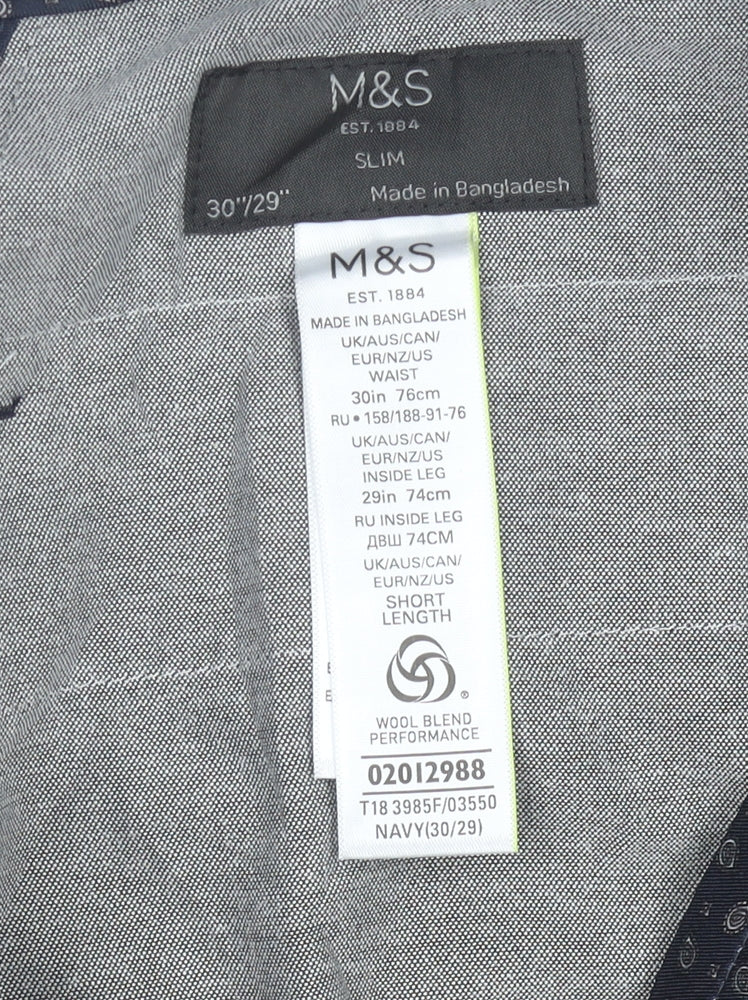 M&S
EST. 1884
SLIM
30"/29" Made in Bangladesh
M&S
EST. 1884
MADE IN BANGLADESH
UK/AUS/CAN/
EUR/NZ/US
WAIST
30in 76cm
RU • 158/188-91-76
UK/AUS/CAN/
EUR/NZ/US
INSIDE LEG
29in 74cm
RU INSIDE LEG
ДВШ 74CM
UK/AUS/CAN/
EUR/NZ/US
SHORT
LENGTH
®
WOOL BLEND
PERFORMANCE
02012988
T18 3985F/03550
NAVY(30/29)